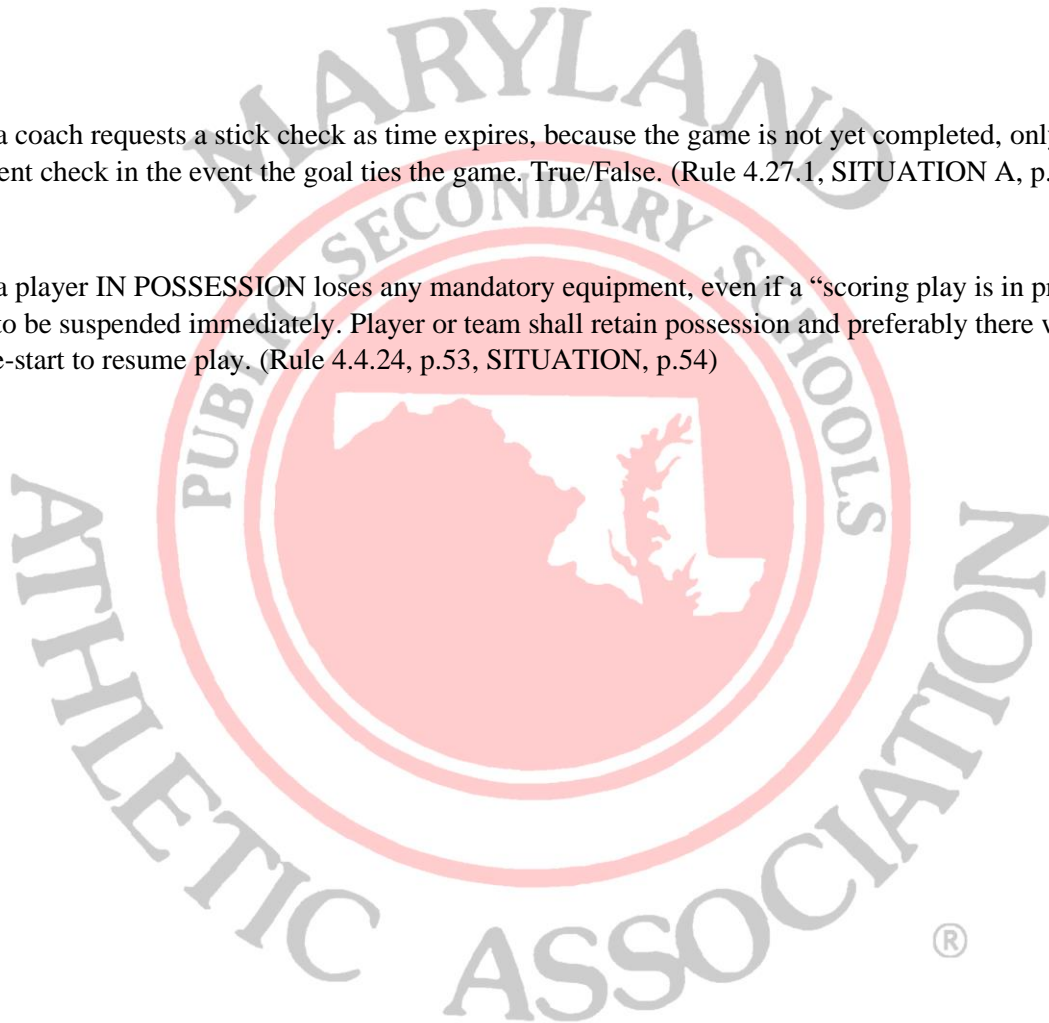 MARYLAND
PUBLIC SECONDARY SCHOOLS
a coach requests a stick check as time expires, because the game is not yet completed, only
ent check in the event the goal ties the game. True/False. (Rule 4.27.1, SITUATION A, p.
a player IN POSSESSION loses any mandatory equipment, even if a “scoring play is in pr
to be suspended immediately. Player or team shall retain possession and preferably there w
e-start to resume play. (Rule 4.4.24, p.53, SITUATION, p.54)
ATHLETIC ASSOCIATION
®